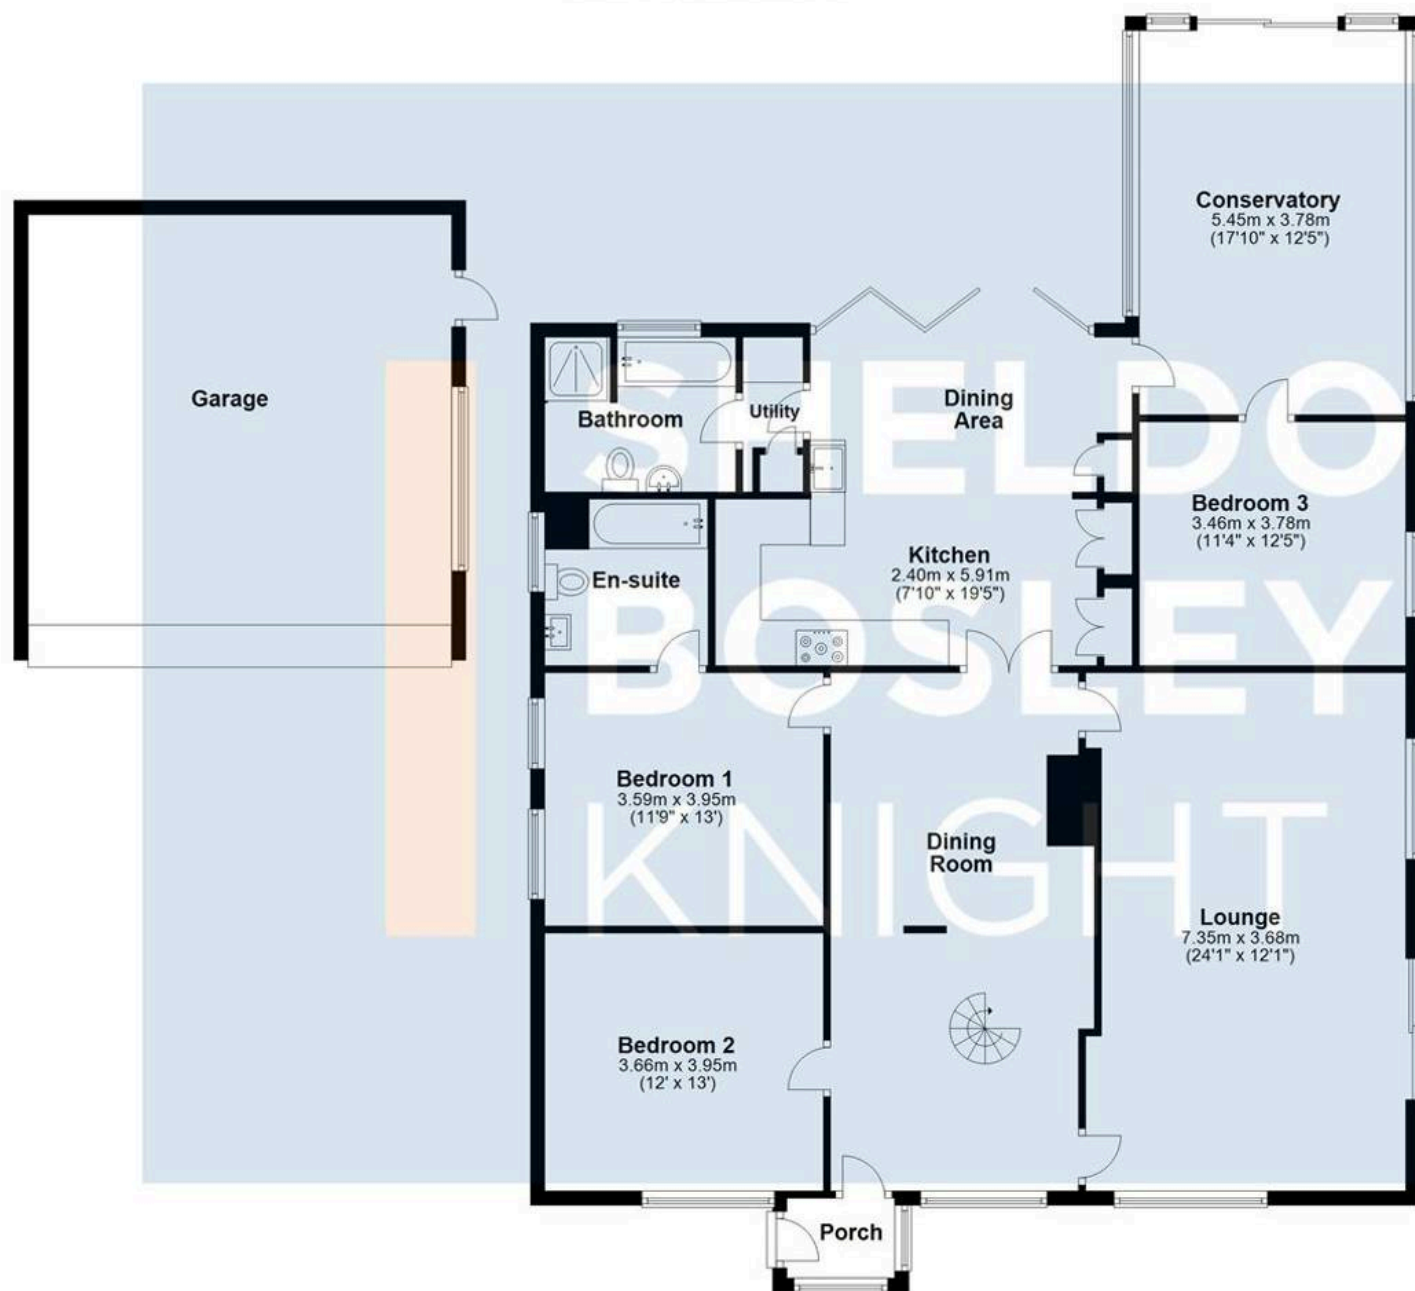 Conservatory
5.45m x 3.78m
(17'10" x 12'5")
Garage
Bathroom
Utility
Dining
Area
Bedroom 3
3.46m x 3.78m
(11'4" x 12'5")
Kitchen
2.40m x 5.91m
(7'10" x 19'5")
En-suite
Bedroom 1
3.59m x 3.95m
(11'9" x 13')
Dining
Room
Lounge
7.35m x 3.68m
(24'1" x 12'1")
Bedroom 2
3.66m x 3.95m
(12' x 13')
Porch
SHELDO
BOSLEY
KNIGHT